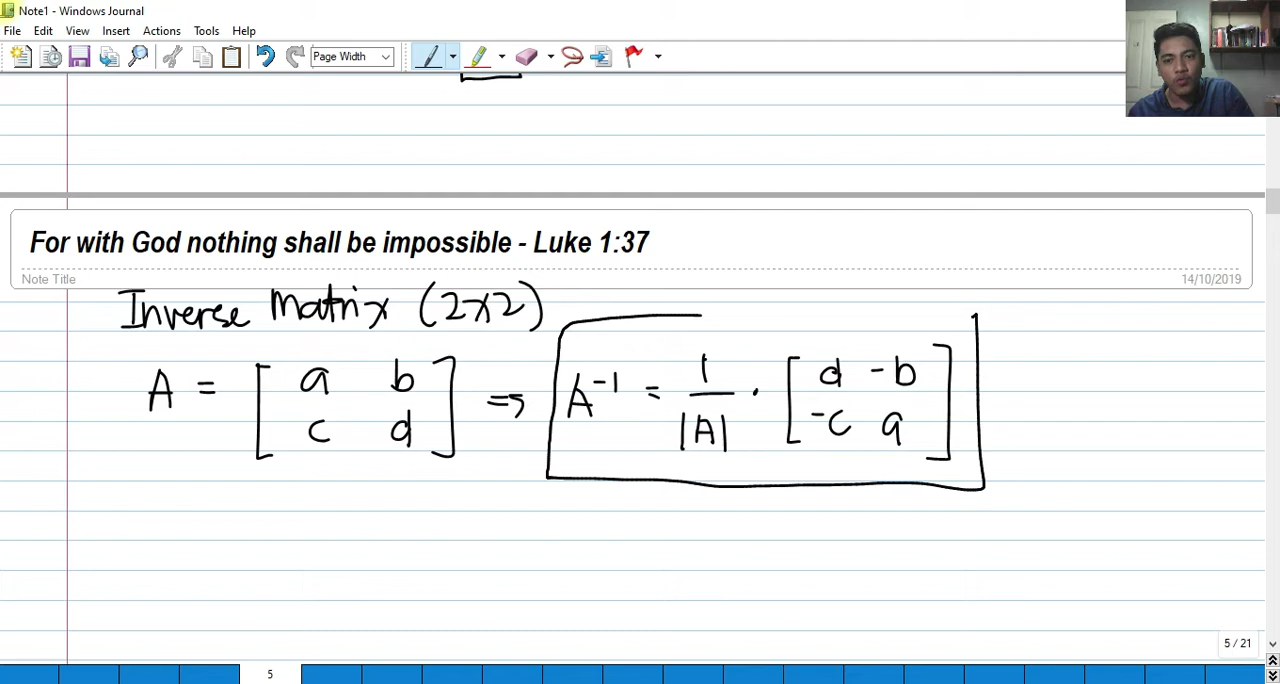 Note1 - Windows Journal
File Edit View Insert Actions Tools Help
Page Width
For with God nothing shall be impossible - Luke 1:37
Note Title 14/10/2019
Inverse Matrix (2x2)
A = [ a b ⇒ A⁻¹ = 1/|A| · [ d -b
c d ] -c a ]
5 / 21
5